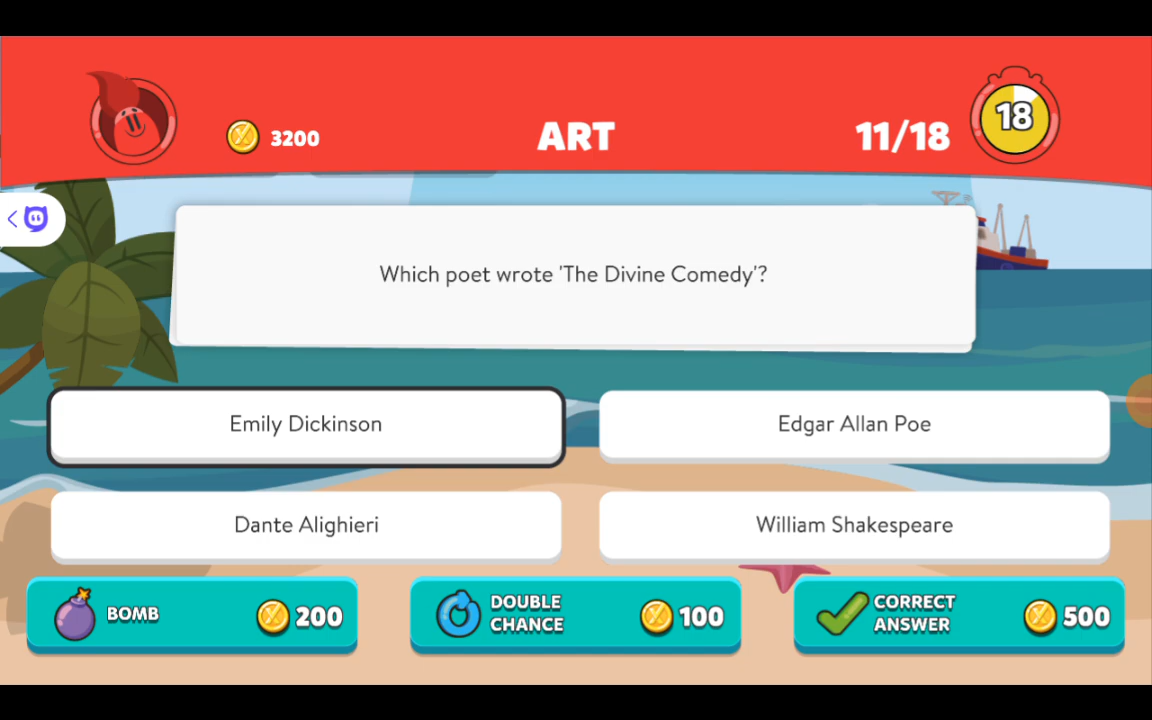 3200
ART
11/18
18
Which poet wrote 'The Divine Comedy'?
Emily Dickinson
Edgar Allan Poe
Dante Alighieri
William Shakespeare
BOMB
200
DOUBLE
CHANCE
100
CORRECT
ANSWER
500